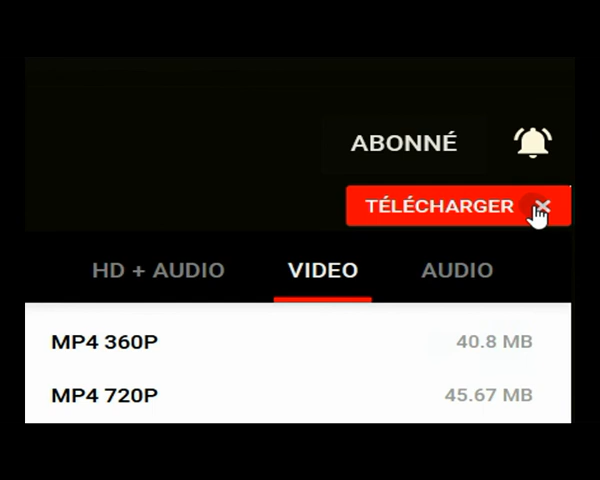 ABONNÉ
TÉLÉCHARGER
HD + AUDIO VIDEO AUDIO
MP4 360P 40.8 MB
MP4 720P 45.67 MB